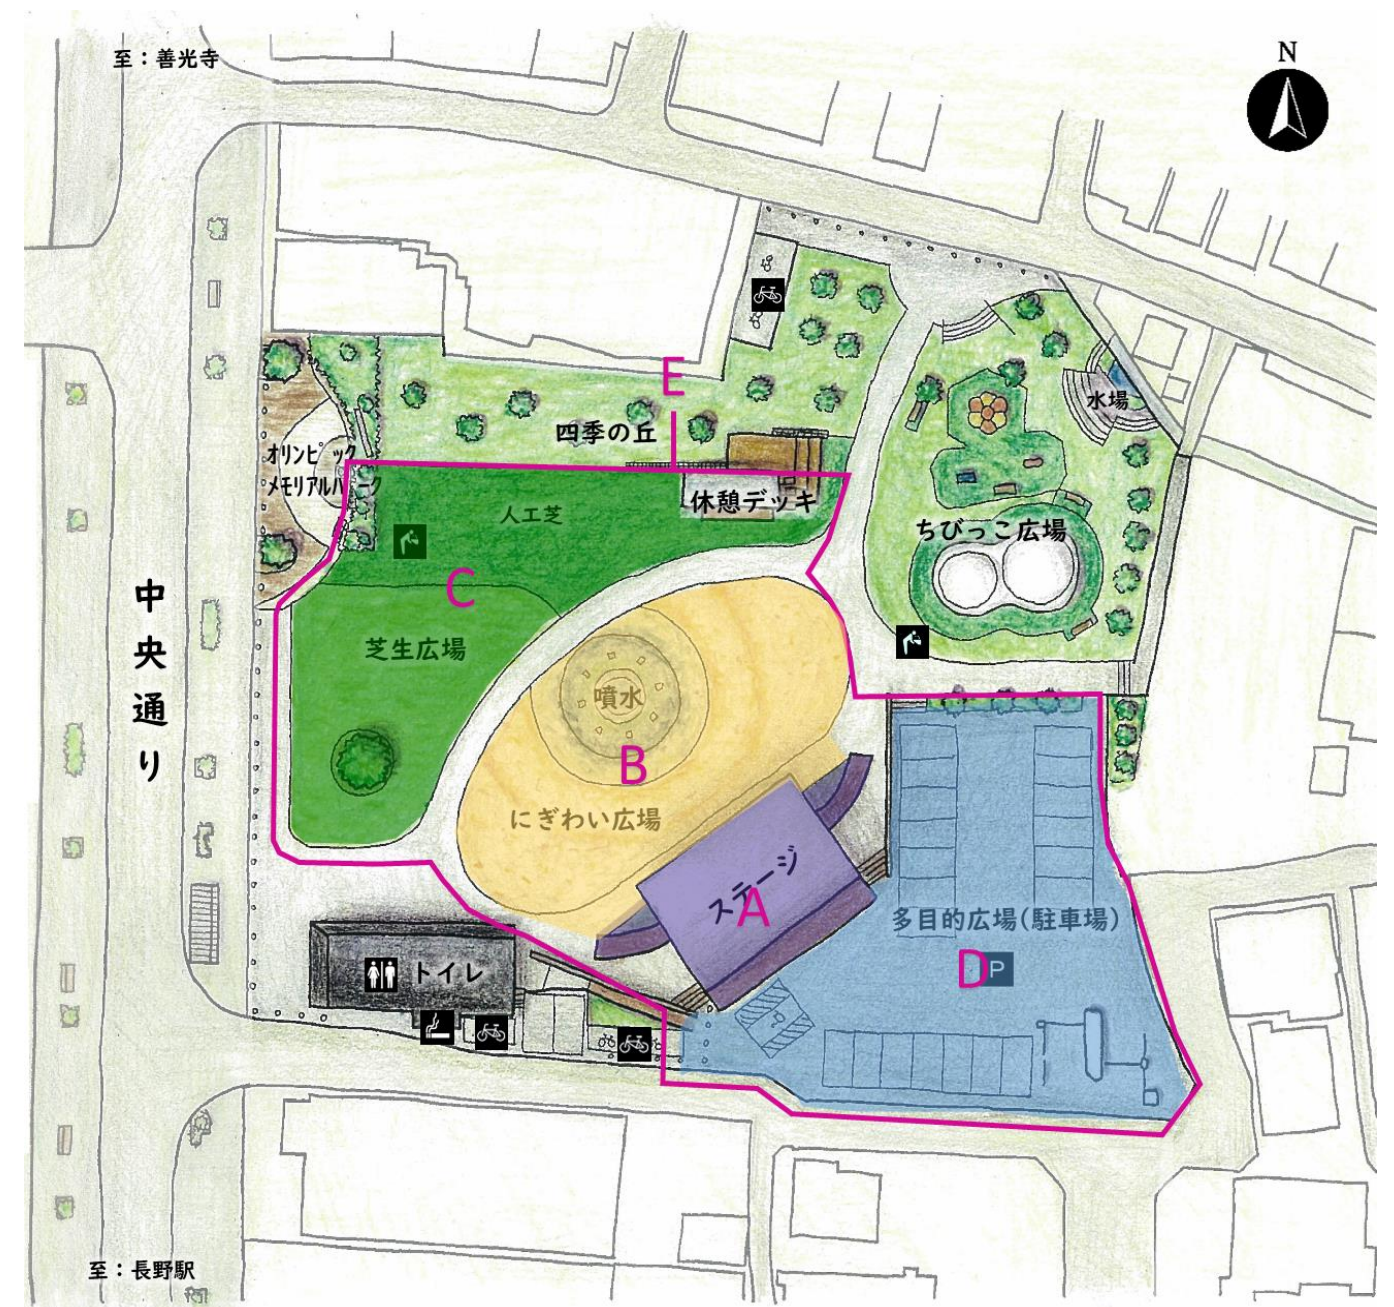 至:善光寺
N
E
四季の丘
水場
オリンピック
メモリアルパーク
休憩デッキ
人工芝
ちびっこ広場
C
中央通り
芝生広場
噴水
B
にぎわい広場
ステージ
A
多目的広場(駐車場)
D
P
トイレ
至:長野駅